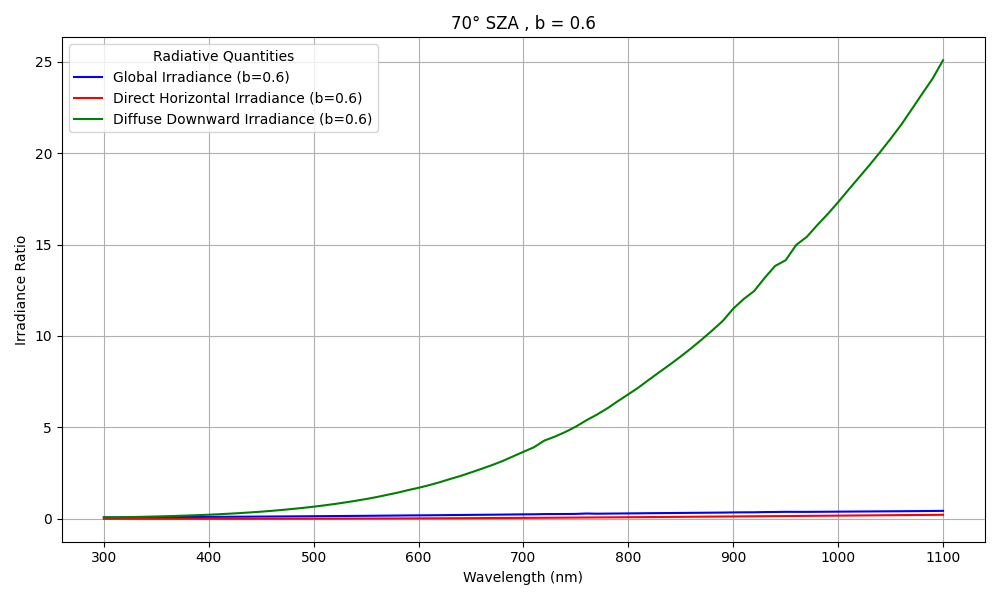 70° SZA , b = 0.6
Radiative Quantities
Global Irradiance (b=0.6)
Direct Horizontal Irradiance (b=0.6)
Diffuse Downward Irradiance (b=0.6)
Irradiance Ratio
25
20
15
10
5
0
300 400 500 600 700 800 900 1000 1100
Wavelength (nm)